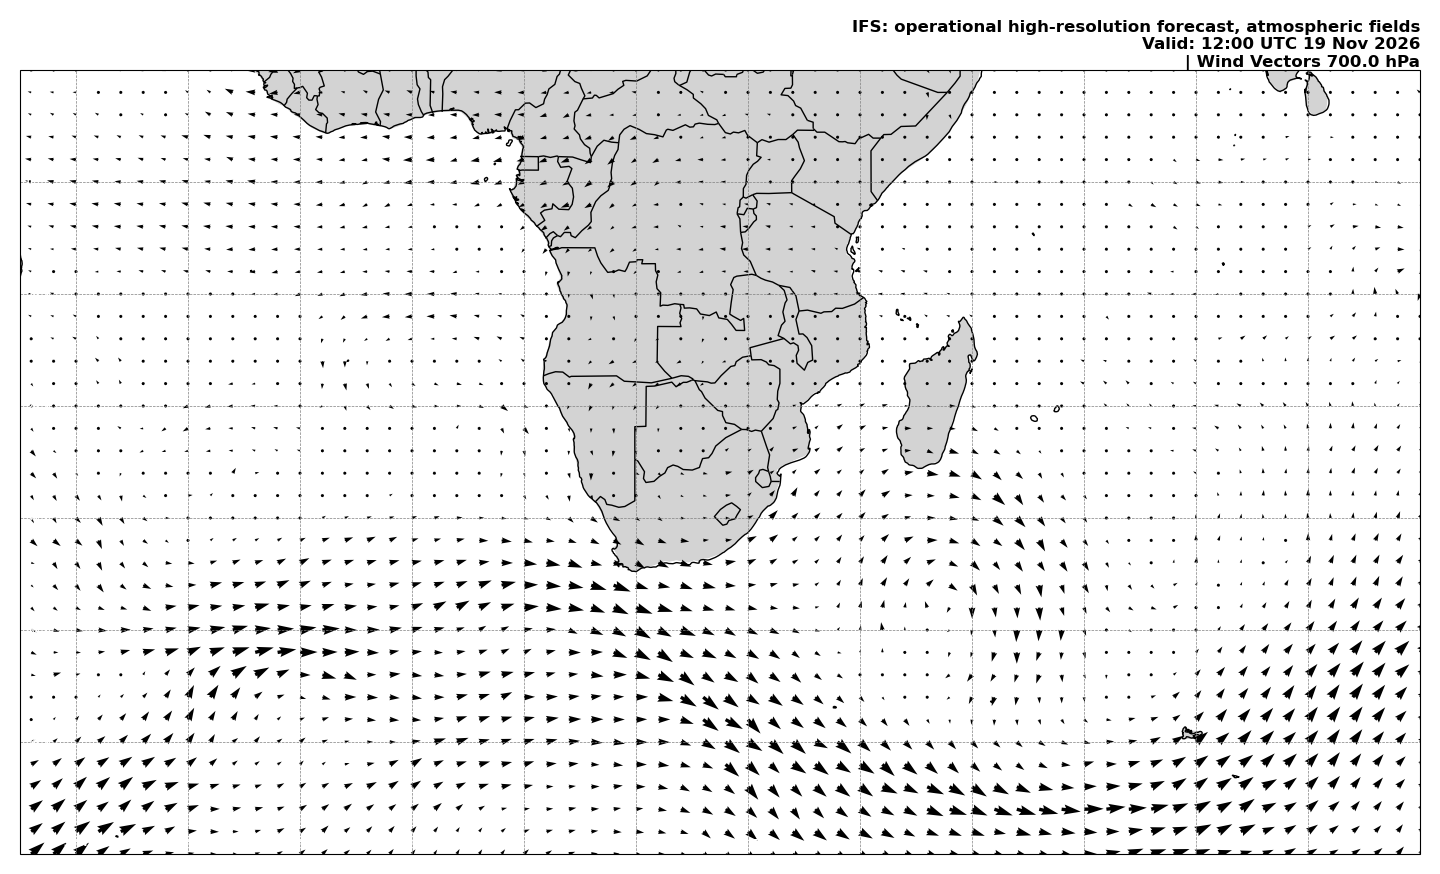 IFS: operational high-resolution forecast, atmospheric fields
Valid: 12:00 UTC 19 Nov 2026
| Wind Vectors 700.0 hPa